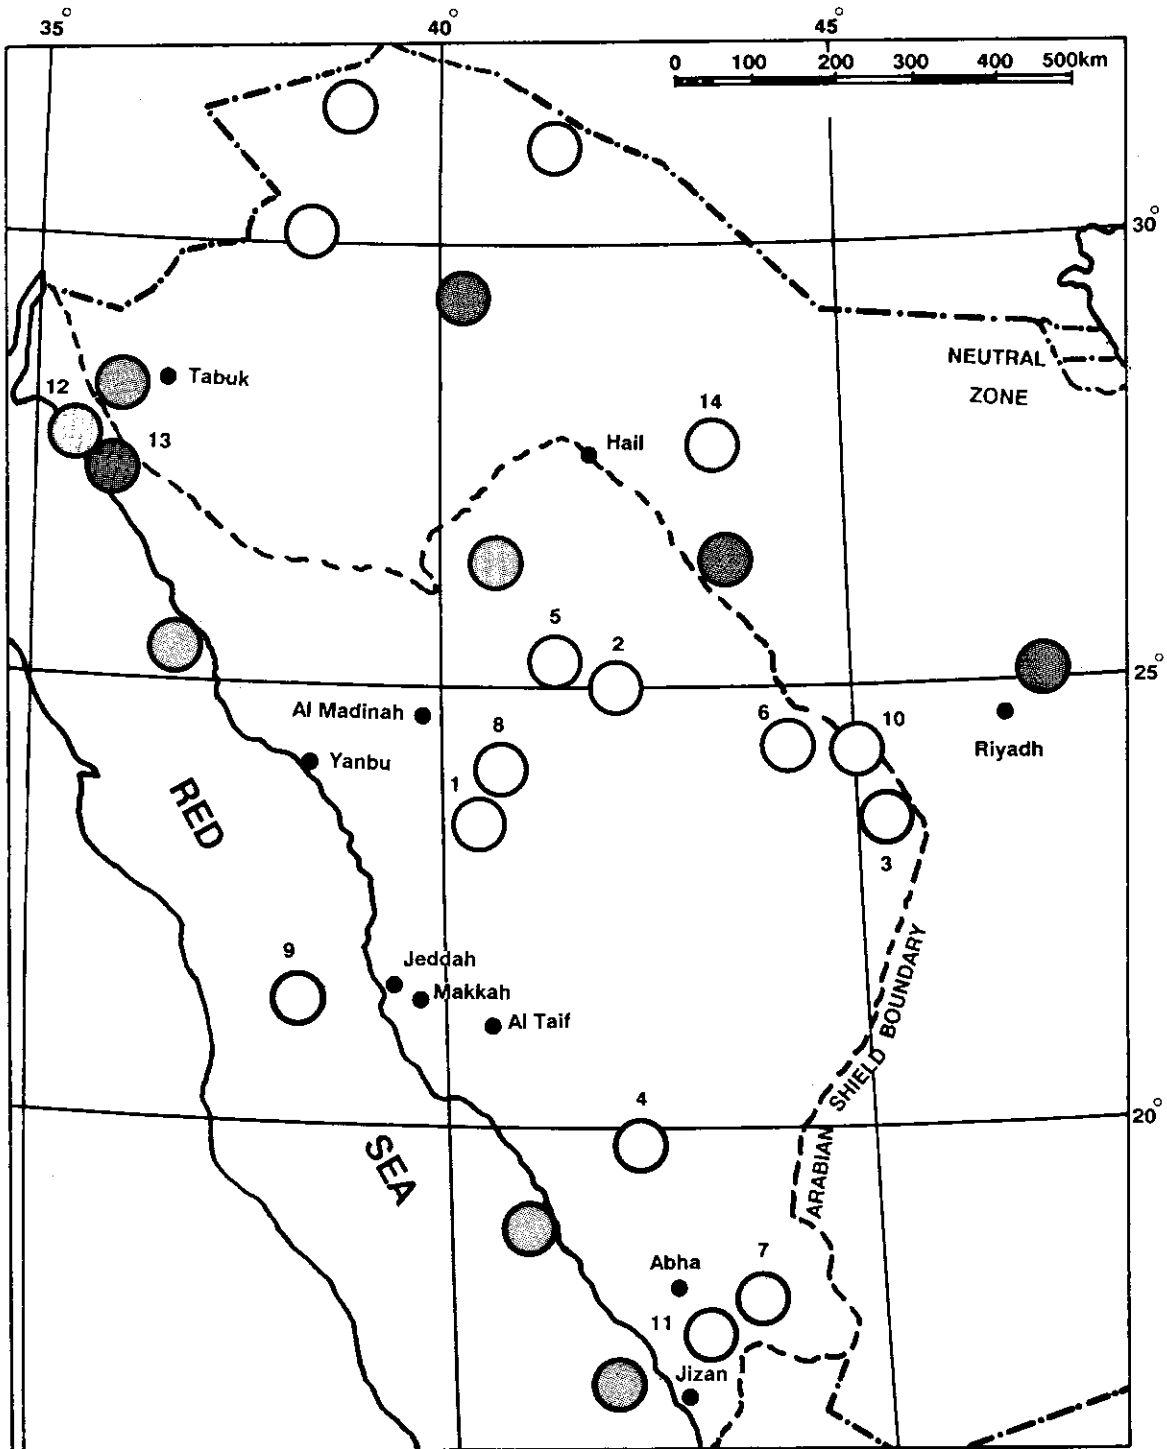 35° 40° 45°
0 100 200 300 400 500km
30°
NEUTRAL
ZONE
Tabuk
12
13
14
Hail
5
2
25°
Al Madinah
8
6
10
Riyadh
Yanbu
1
3
RED
9
Jeddah
Makkah
Al Taif
ARABIAN SHIELD BOUNDARY
4
20°
SEA
7
Abha
11
Jizan